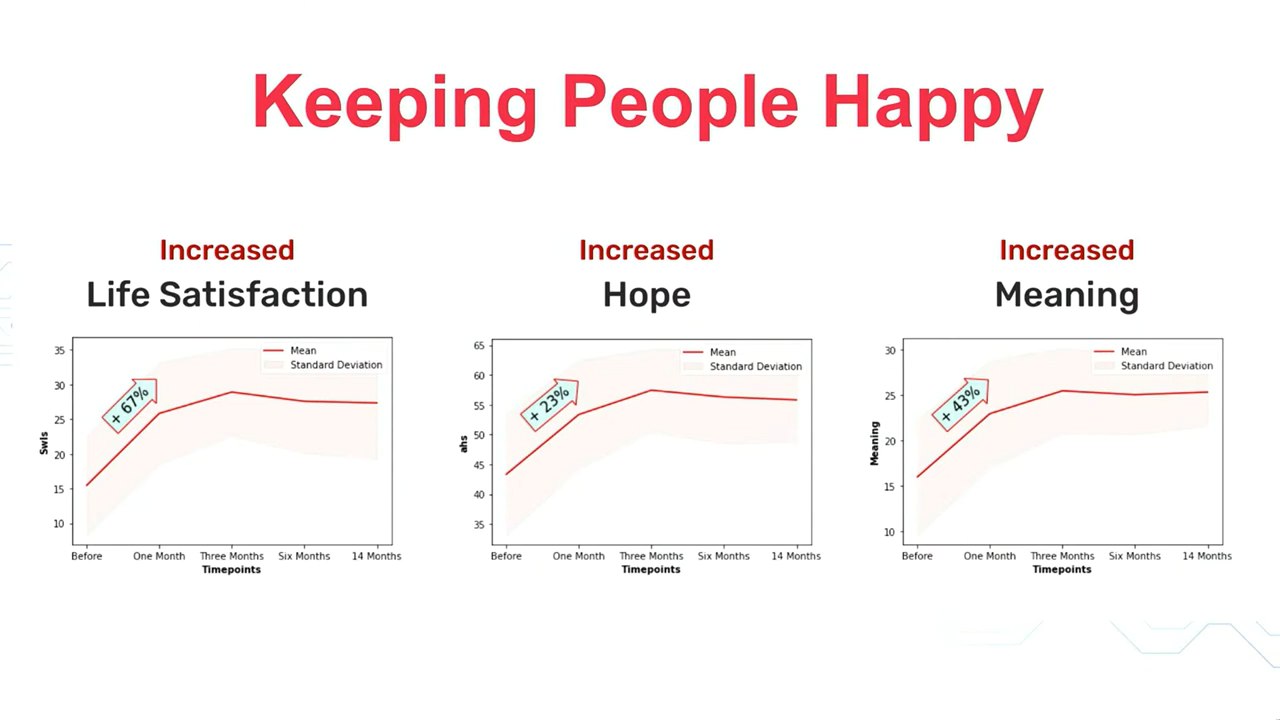 Keeping People Happy
Increased
Life Satisfaction
Mean
Standard Deviation
+ 67%
35
30
25
20
15
10
Swls
Before One Month Three Months Six Months 14 Months
Timepoints
Increased
Hope
Mean
Standard Deviation
+ 23%
65
60
55
50
45
40
35
ahs
Before One Month Three Months Six Months 14 Months
Timepoints
Increased
Meaning
Mean
Standard Deviation
+ 43%
30
25
20
15
10
Meaning
Before One Month Three Months Six Months 14 Months
Timepoints